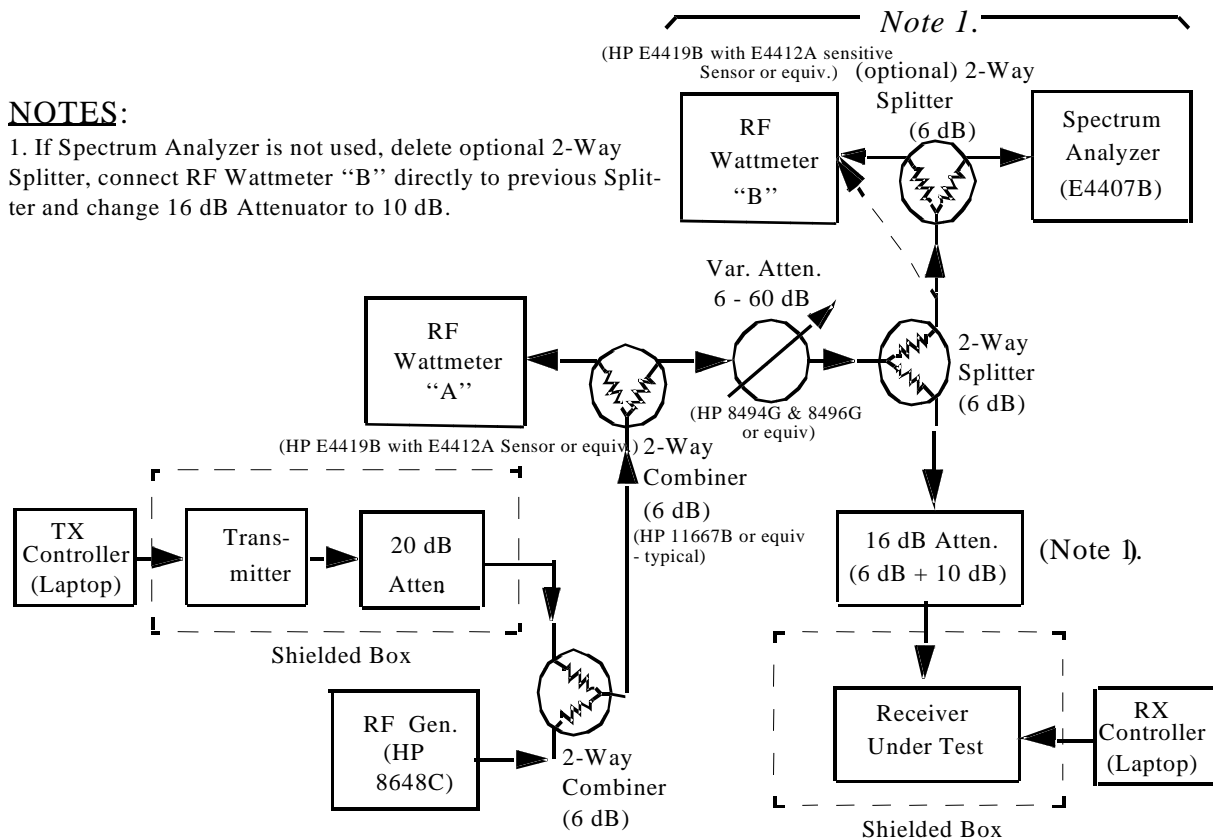 Note 1.
(HP E4419B with E4412A sensitive
Sensor or equiv.)
(optional) 2-Way
Splitter
(6 dB)
NOTES:
1. If Spectrum Analyzer is not used, delete optional 2-Way
Splitter, connect RF Wattmeter “B” directly to previous Split-
ter and change 16 dB Attenuator to 10 dB.
RF
Wattmeter
“B”
Spectrum
Analyzer
(E4407B)
Var. Atten.
6 - 60 dB
RF
Wattmeter
“A”
2-Way
Splitter
(6 dB)
(HP 8494G & 8496G
or equiv)
(HP E4419B with E4412A Sensor or equiv.)
2-Way
Combiner
(6 dB)
(HP 11667B or equiv
- typical)
TX
Controller
(Laptop)
Trans-
mitter
20 dB
Atten.
Shielded Box
16 dB Atten.
(6 dB + 10 dB)
(Note 1).
RF Gen.
(HP
8648C)
2-Way
Combiner
(6 dB)
Receiver
Under Test
RX
Controller
(Laptop)
Shielded Box